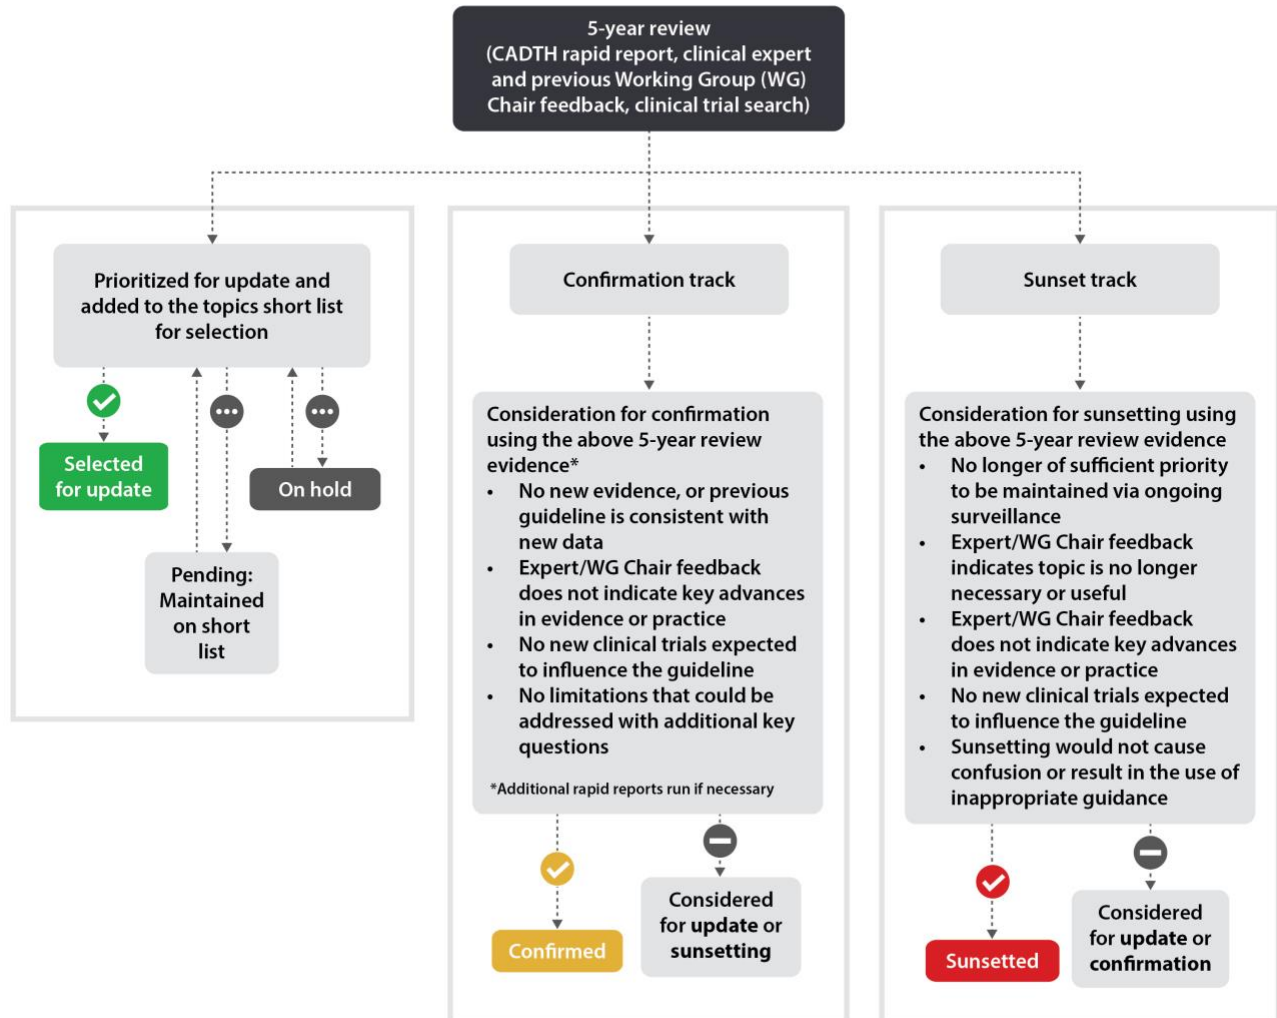 5-year review
(CADTH rapid report, clinical expert
and previous Working Group (WG)
Chair feedback, clinical trial search)
Prioritized for update and
added to the topics short list
for selection
Selected
for update
On hold
Pending:
Maintained
on short
list
Confirmation track
Consideration for confirmation
using the above 5-year review
evidence*
• No new evidence, or previous
guideline is consistent with
new data
• Expert/WG Chair feedback
does not indicate key advances
in evidence or practice
• No new clinical trials expected
to influence the guideline
• No limitations that could be
addressed with additional key
questions
*Additional rapid reports run if necessary
Confirmed
Considered
for update or
sunsetting
Sunset track
Consideration for sunsetting using
the above 5-year review evidence
• No longer of sufficient priority
to be maintained via ongoing
surveillance
• Expert/WG Chair feedback
indicates topic is no longer
necessary or useful
• Expert/WG Chair feedback
does not indicate key advances
in evidence or practice
• No new clinical trials expected
to influence the guideline
• Sunsetting would not cause
confusion or result in the use of
inappropriate guidance
Sunsetted
Considered
for update or
confirmation